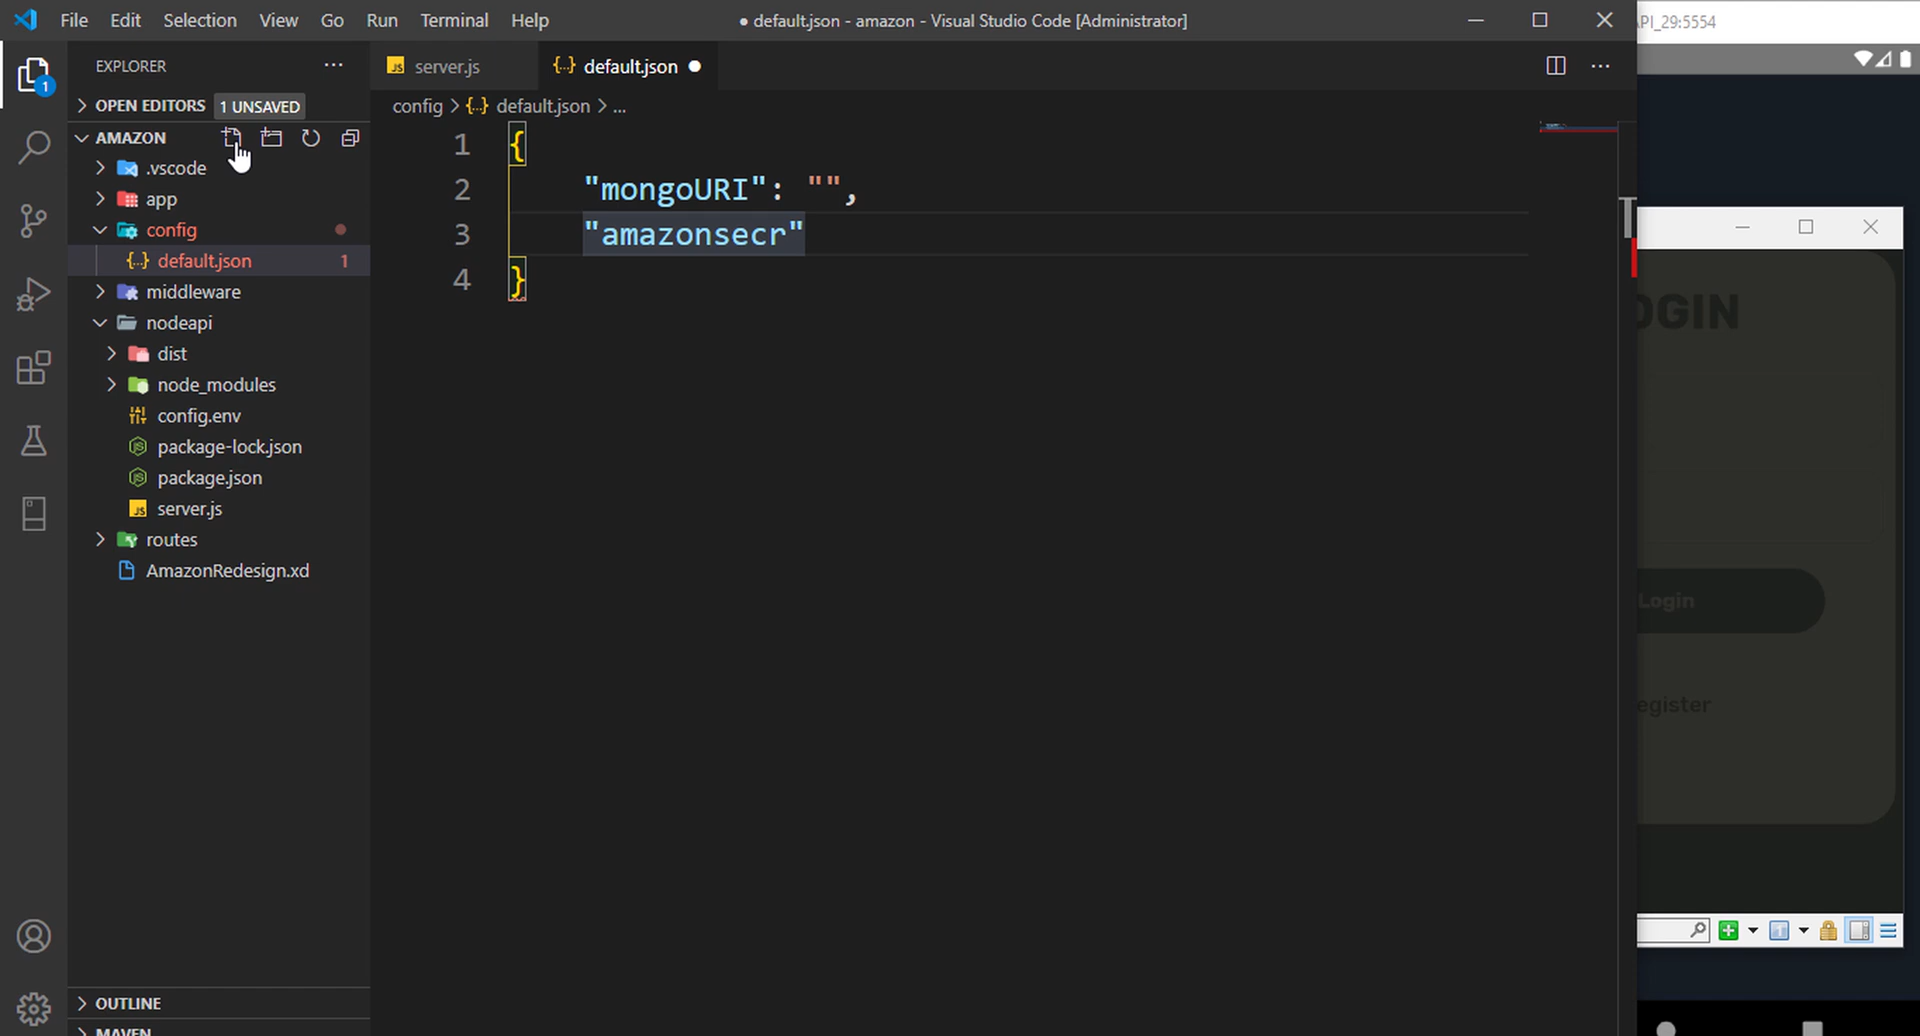 File Edit Selection View Go Run Terminal Help
● default.json - amazon - Visual Studio Code [Administrator]
API_29:5554
EXPLORER
server.js
default.json
OPEN EDITORS 1 UNSAVED
config > {··} default.json > ...
AMAZON
.vscode
app
config
default.json 1
middleware
nodeapi
dist
node_modules
config.env
package-lock.json
package.json
server.js
routes
AmazonRedesign.xd
OUTLINE
MAVEN
1 {
2 "mongoURI": "",
3 "amazonsecr"
4 }
OGIN
Login
egister